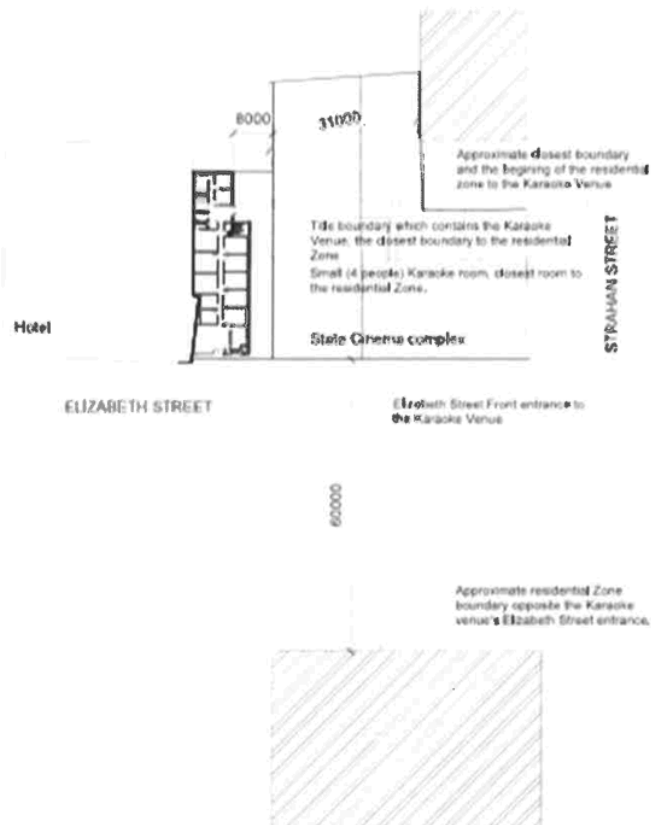 8000
31000
Approximate closest boundary
and the begining of the residential
zone to the Karaoke Venue
Title boundary which contains the Karaoke
Venue, the closest boundary to the residential
Zone
Small (4 people) Karaoke room, closest room to
the residential Zone.
STRAHAN STREET
Hotel
State Cinema complex
ELIZABETH STREET
Elizabeth Street Front entrance to
the Karaoke Venue
60000
Approximate residential Zone
boundary opposite the Karaoke
venue's Elizabeth Street entrance.